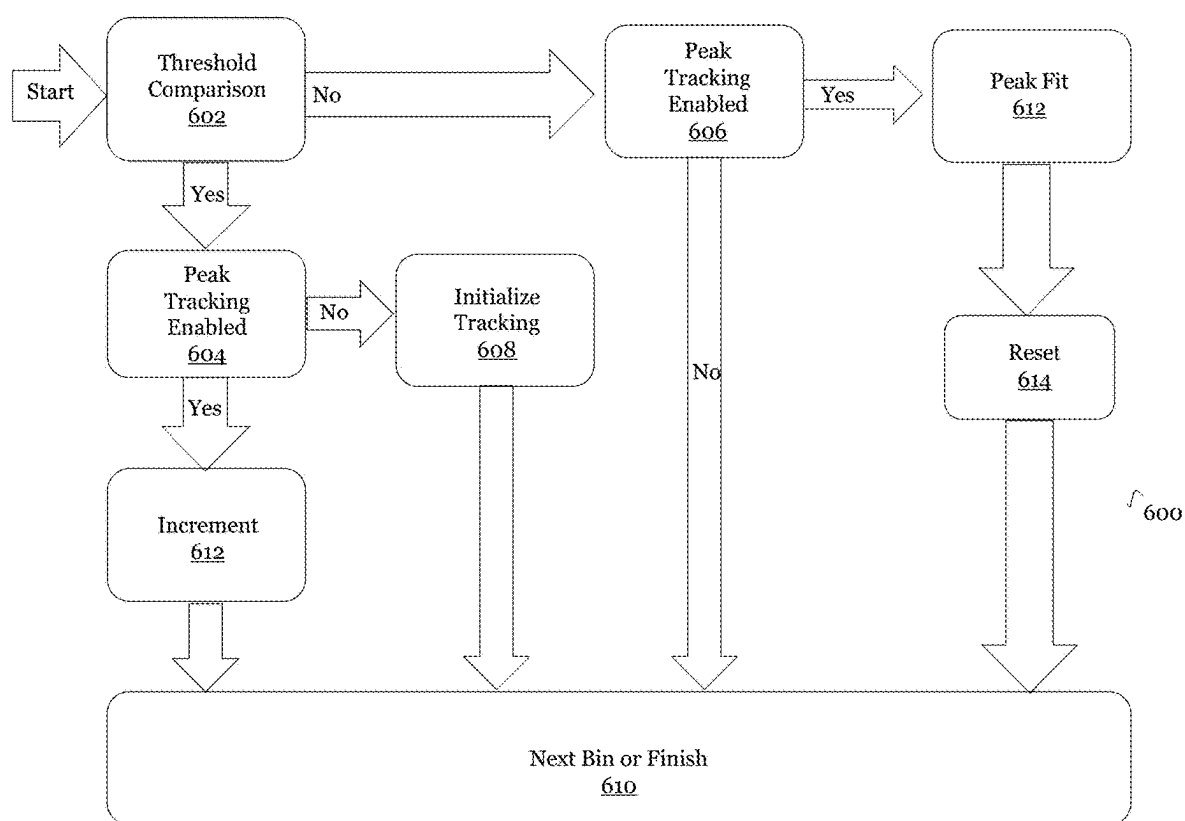 Start
Threshold
Comparison
602
No
Peak
Tracking
Enabled
606
Yes
Peak Fit
612
Yes
Peak
Tracking
Enabled
604
No
Initialize
Tracking
608
No
Reset
614
Yes
Increment
612
600
Next Bin or Finish
610